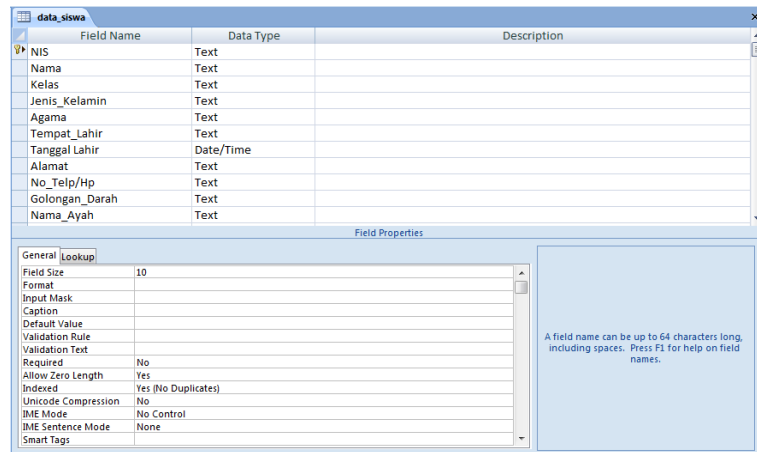 data_siswa
Field Name Data Type Description
NIS Text
Nama Text
Kelas Text
Jenis_Kelamin Text
Agama Text
Tempat_Lahir Text
Tanggal Lahir Date/Time
Alamat Text
No_Telp/Hp Text
Golongan_Darah Text
Nama_Ayah Text
Field Properties
General Lookup
Field Size 10
Format
Input Mask
Caption
Default Value
Validation Rule
Validation Text
Required No
Allow Zero Length Yes
Indexed Yes (No Duplicates)
Unicode Compression No
IME Mode No Control
IME Sentence Mode None
Smart Tags
A field name can be up to 64 characters long,
including spaces. Press F1 for help on field
names.